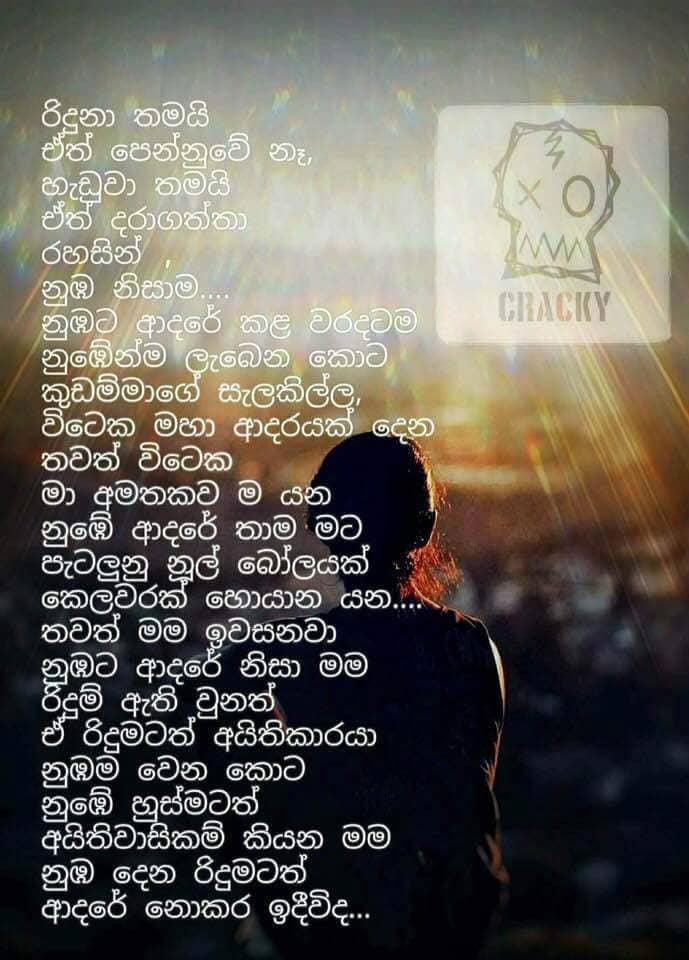 රිදුනා තමයි
ඒත් පෙන්නුවේ නෑ,
හැඬුවා තමයි
ඒත් දරාගත්තා
රහසින් ,
නුඹ නිසාම....
නුඹට ආදරේ කළ වරදටම
නුඹේන්ම ලැබෙන කොට
කුඩම්මාගේ සැලකිල්ල,
විටෙක මහා ආදරයක් දෙන
තවත් විටෙක
මා අමතකව ම යන
නුඹේ ආදරේ තාම මට
පැටලුනු නූල් බෝලයක්
කෙලවරක් හොයාන යන....
තවත් මම ඉවසනවා
නුඹට ආදරේ නිසා මම
රිදුම් ඇති වුනත්
ඒ රිදුමටත් අයිතිකාරයා
නුඹම වෙන කොට
නුඹේ හුස්මටත්
අයිතිවාසිකම් කියන මම
නුඹ දෙන රිදුමටත්
ආදරේ නොකර ඉදීවිද...
CRACKY